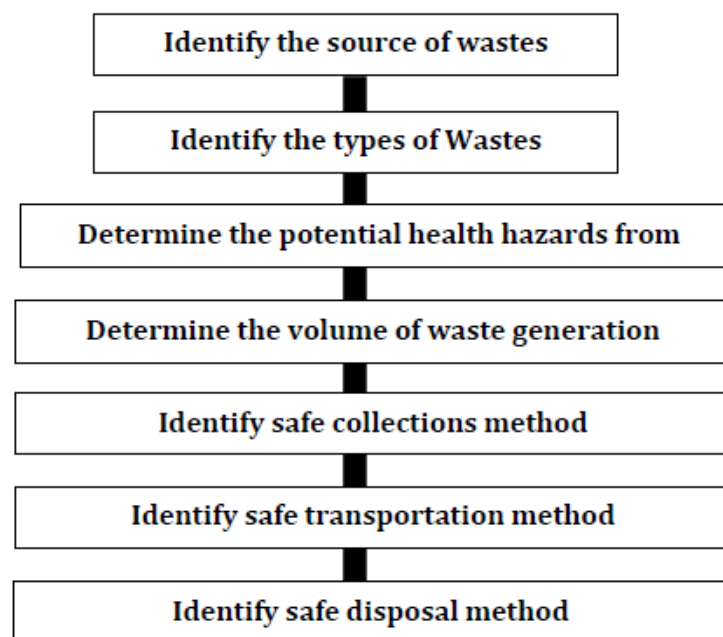 Identify the source of wastes
Identify the types of Wastes
Determine the potential health hazards from
Determine the volume of waste generation
Identify safe collections method
Identify safe transportation method
Identify safe disposal method